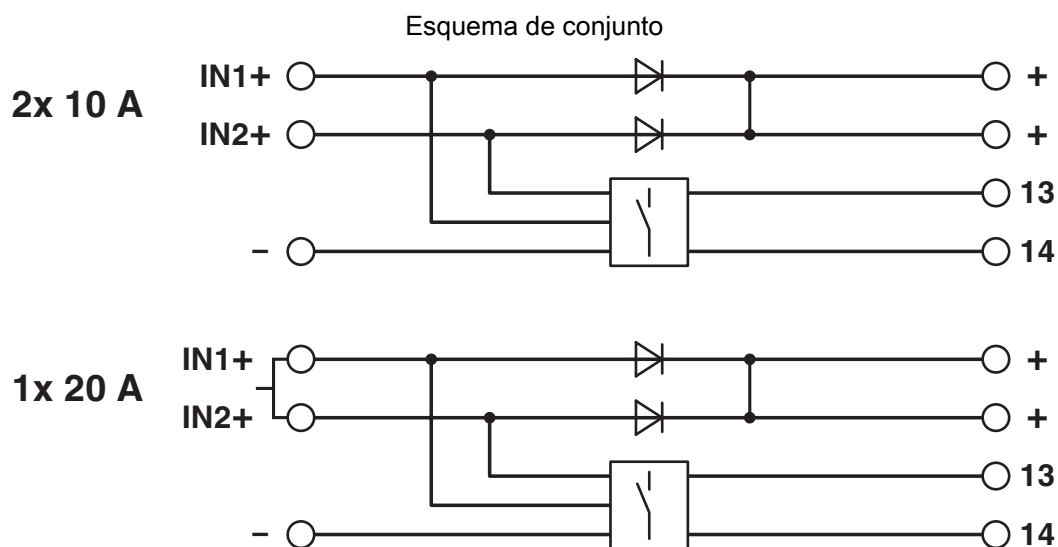 Esquema de conjunto
2x 10 A
IN1+
+
IN2+
+
13
–
14
1x 20 A
IN1+
+
IN2+
+
13
–
14